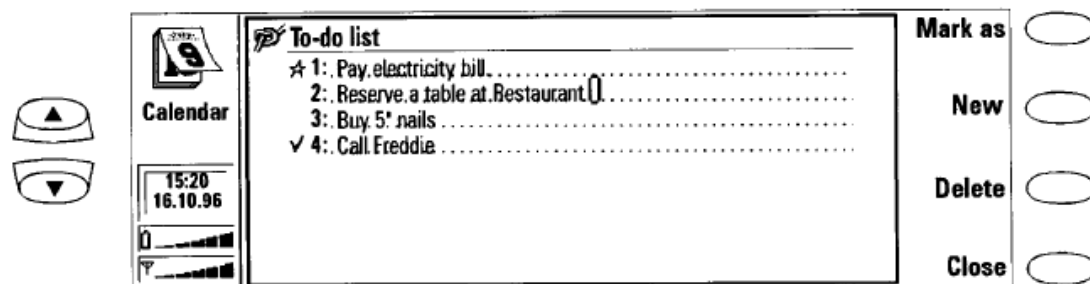 Calendar
15:20
16.10.96
To-do list
1: Pay electricity bill
2: Reserve a table at Restaurant
3: Buy 5" nails
4: Call Freddie
Mark as
New
Delete
Close